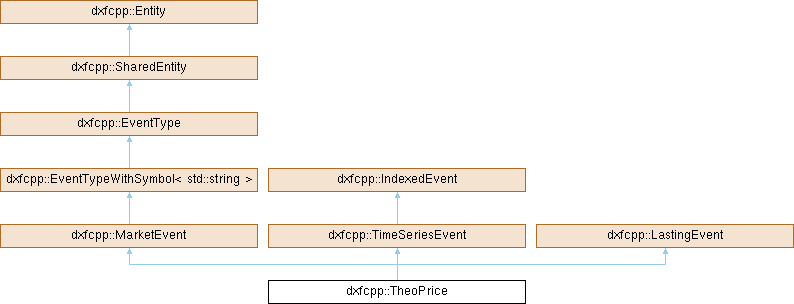 dxfcpp::Entity
dxfcpp::SharedEntity
dxfcpp::EventType
dxfcpp::EventTypeWithSymbol< std::string >
dxfcpp::IndexedEvent
dxfcpp::MarketEvent
dxfcpp::TimeSeriesEvent
dxfcpp::LastingEvent
dxfcpp::TheoPrice